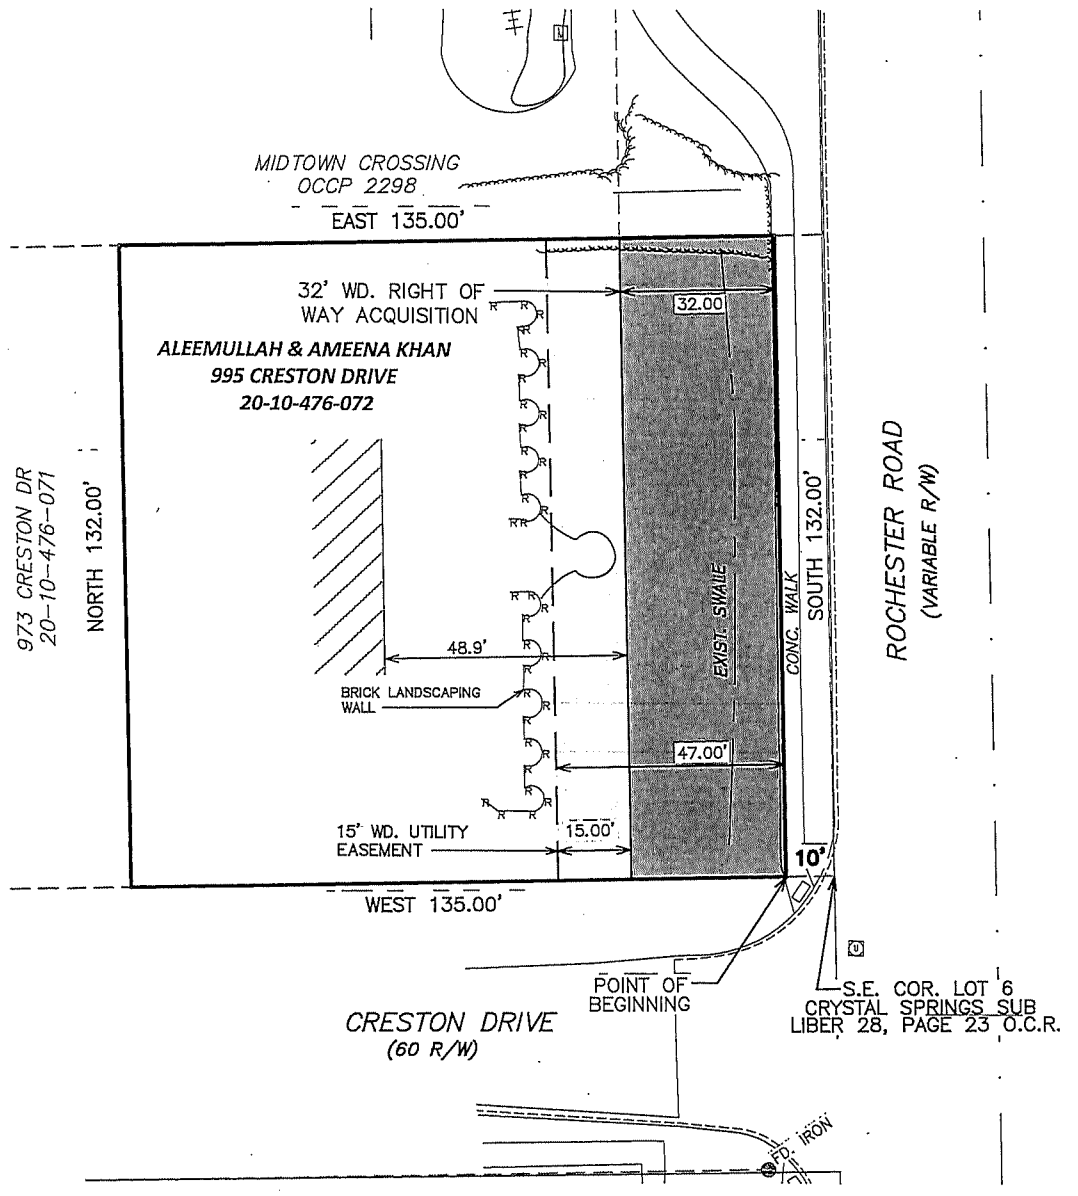 MIDTOWN CROSSING
OCCP 2298
EAST 135.00'
32' WD. RIGHT OF
WAY ACQUISITION
32.00
ALEEMULLAH & AMEENA KHAN
995 CRESTON DRIVE
20-10-476-072
973 CRESTON DR
20-10-476-071
NORTH 132.00'
48.9'
BRICK LANDSCAPING
WALL
EXIST. SWALE
CONC. WALK
SOUTH 132.00'
ROCHESTER ROAD
(VARIABLE R/W)
47.00'
15' WD. UTILITY
EASEMENT
15.00'
10'
WEST 135.00'
POINT OF
BEGINNING
S.E. COR. LOT 6
CRYSTAL SPRINGS SUB
LIBER 28, PAGE 23 O.C.R.
CRESTON DRIVE
(60 R/W)
FD. IRON